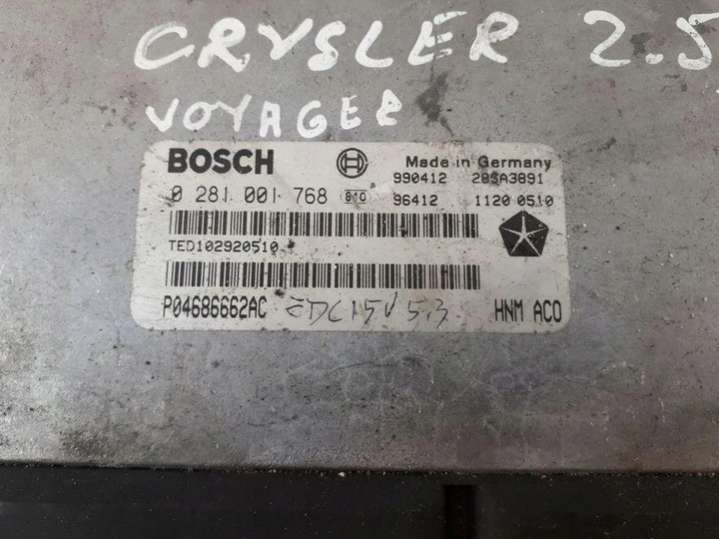 CRYSLER 2.5
VOYAGER
BOSCH Made in Germany
990412 28SA3891
0 281 001 768 810 96412 1120 0510
TED102920510
P04686662AC EDC15V 5.3 HNM ACO